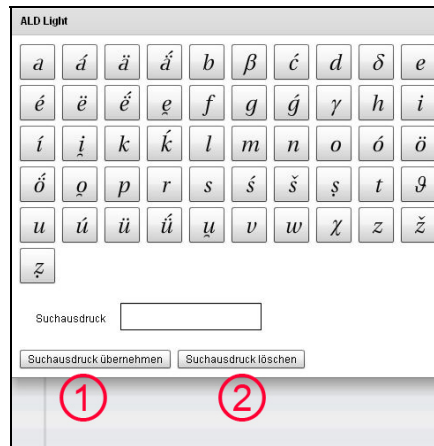 ALD Light
a á ä ä́ b β ć d δ e
é ë ë́ e̯ f g ǵ γ h i
í i̯ k ḱ l m n o ó ö
ö́ o̯ p r s ś š ṣ t ϑ
u ú ü ǘ u̯ v w χ z ž
ẓ
Suchausdruck
Suchausdruck übernehmen Suchausdruck löschen
1 2